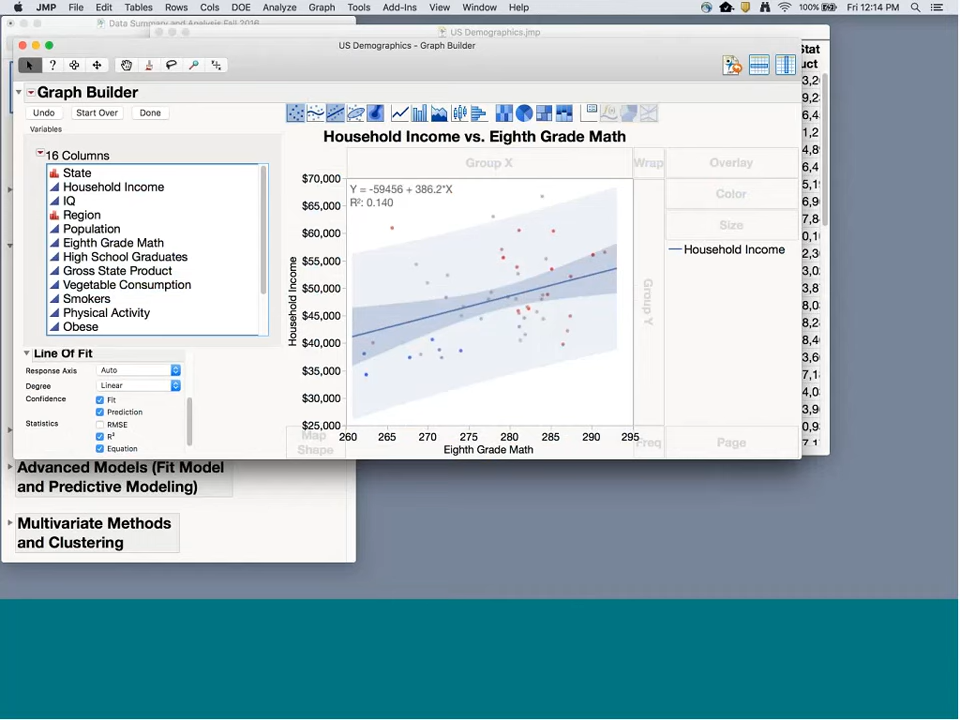 JMP File Edit Tables Rows Cols DOE Analyze Graph Tools Add-Ins View Window Help 100% Fri 12:14 PM
Data Summary and Analysis Fall 2016
US Demographics.jmp
US Demographics - Graph Builder
Graph Builder
Undo Start Over Done
Variables
16 Columns
State
Household Income
IQ
Region
Population
Eighth Grade Math
High School Graduates
Gross State Product
Vegetable Consumption
Smokers
Physical Activity
Obese
Line Of Fit
Response Axis Auto
Degree Linear
Confidence Fit
Prediction
Statistics RMSE
R²
Equation
Household Income vs. Eighth Grade Math
Group X
Wrap
Overlay
Color
Size
Household Income
Group Y
Y = -59456 + 386.2*X
R²: 0.140
$70,000
$65,000
$60,000
$55,000
$50,000
$45,000
$40,000
$35,000
$30,000
$25,000
Household Income
260 265 270 275 280 285 290 295
Eighth Grade Math
Map
Shape
Freq
Page
Advanced Models (Fit Model
and Predictive Modeling)
Multivariate Methods
and Clustering